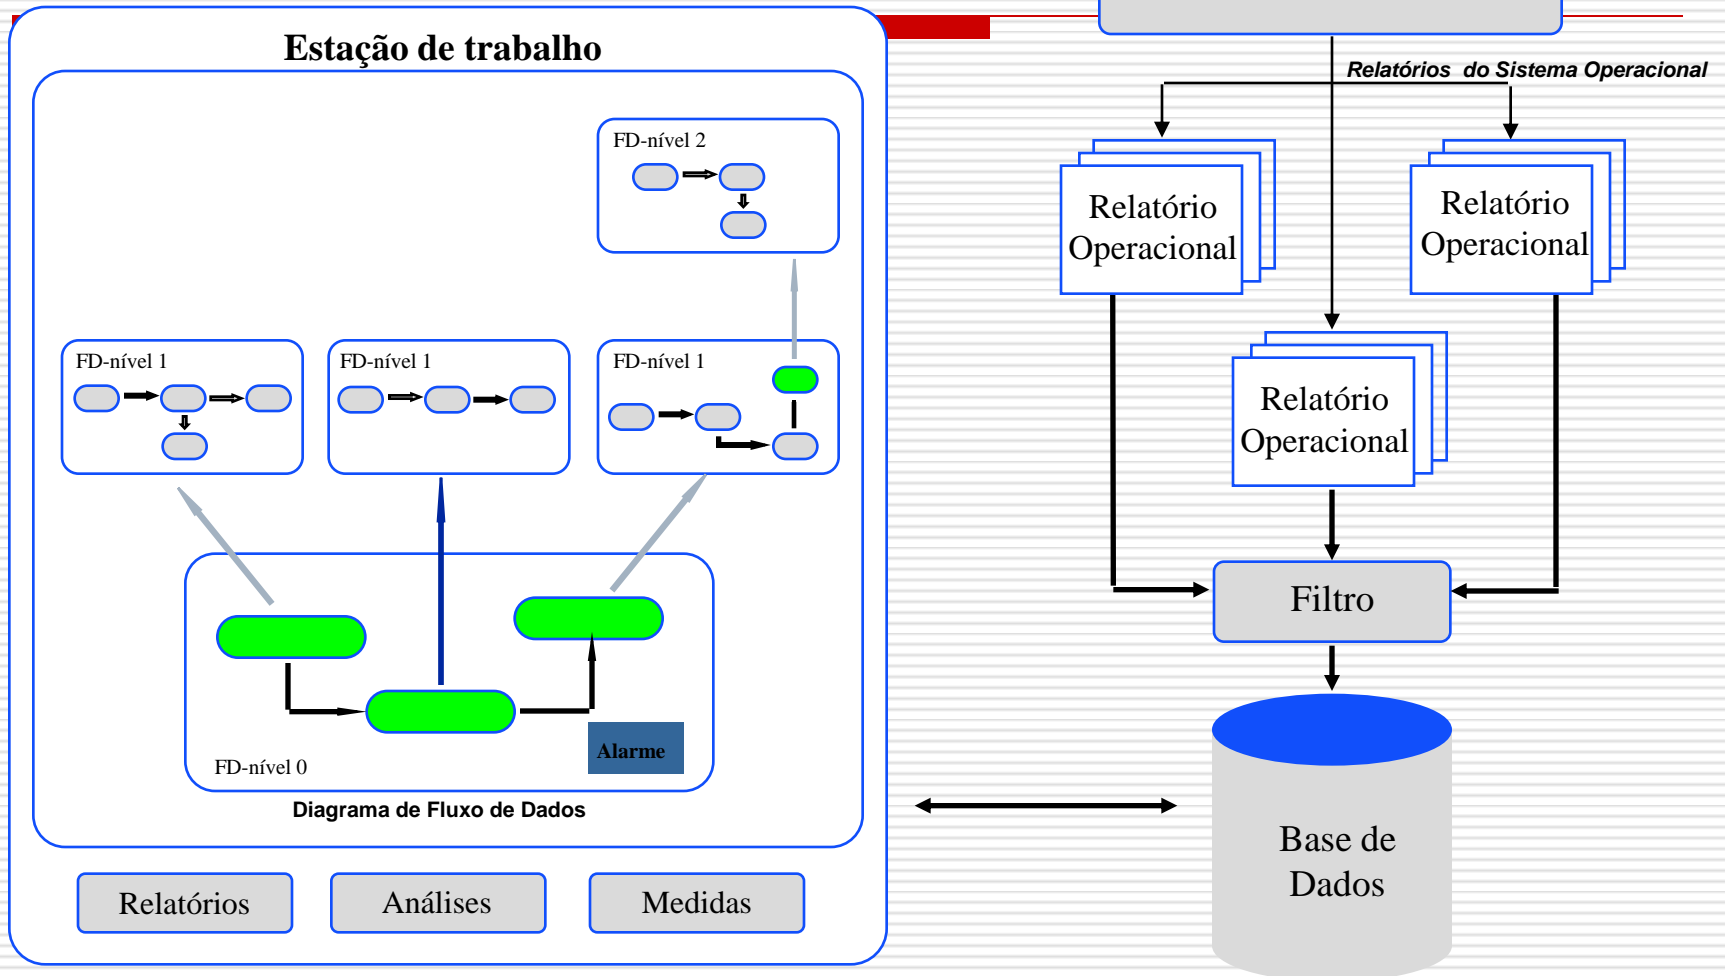 Estação de trabalho
FD-nível 2
FD-nível 1
FD-nível 1
FD-nível 1
Alarme
FD-nível 0
Diagrama de Fluxo de Dados
Relatórios
Análises
Medidas
Relatórios do Sistema Operacional
Relatório
Operacional
Relatório
Operacional
Relatório
Operacional
Filtro
Base de
Dados